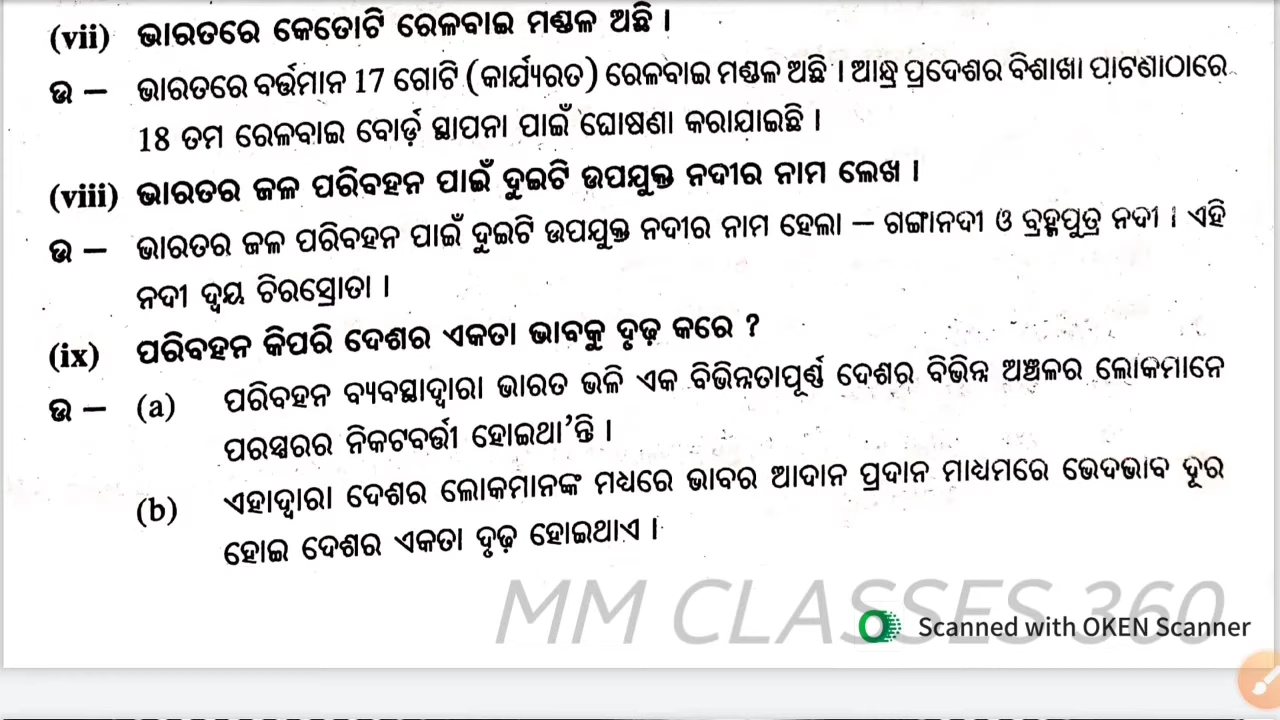 (vii) ଭାରତରେ କେତୋଟି ରେଳବାଇ ମଣ୍ଡଳ ଅଛି ।
ଉ – ଭାରତରେ ବର୍ତ୍ତମାନ 17 ଗୋଟି (କାର୍ଯ୍ୟରତ) ରେଳବାଇ ମଣ୍ଡଳ ଅଛି । ଆନ୍ଧ୍ର ପ୍ରଦେଶର ବିଶାଖା ପାଟଣାଠାରେ
18 ତମ ରେଳବାଇ ବୋର୍ଡ଼ ସ୍ଥାପନା ପାଇଁ ଘୋଷଣା କରାଯାଇଛି ।
(viii) ଭାରତର ଜଳ ପରିବହନ ପାଇଁ ଦୁଇଟି ଉପଯୁକ୍ତ ନଦୀର ନାମ ଲେଖ ।
ଉ – ଭାରତର ଜଳ ପରିବହନ ପାଇଁ ଦୁଇଟି ଉପଯୁକ୍ତ ନଦୀର ନାମ ହେଲା – ଗଙ୍ଗାନଦୀ ଓ ବ୍ରହ୍ମପୁତ୍ର ନଦୀ । ଏହି
ନଦୀ ଦ୍ୱୟ ଚିରସ୍ରୋତା ।
(ix) ପରିବହନ କିପରି ଦେଶର ଏକତା ଭାବକୁ ଦୃଢ଼ କରେ ?
ଉ – (a) ପରିବହନ ବ୍ୟବସ୍ଥାଦ୍ୱାରା ଭାରତ ଭଳି ଏକ ବିଭିନ୍ନତାପୂର୍ଣ୍ଣ ଦେଶର ବିଭିନ୍ନ ଅଞ୍ଚଳର ଲୋକମାନେ
ପରସ୍ପରର ନିକଟବର୍ତ୍ତୀ ହୋଇଥା’ନ୍ତି ।
(b) ଏହାଦ୍ୱାରା ଦେଶର ଲୋକମାନଙ୍କ ମଧ୍ୟରେ ଭାବର ଆଦାନ ପ୍ରଦାନ ମାଧ୍ୟମରେ ଭେଦଭାବ ଦୂର
ହୋଇ ଦେଶର ଏକତା ଦୃଢ଼ ହୋଇଥାଏ ।
MM CLASSES 360
Scanned with OKEN Scanner